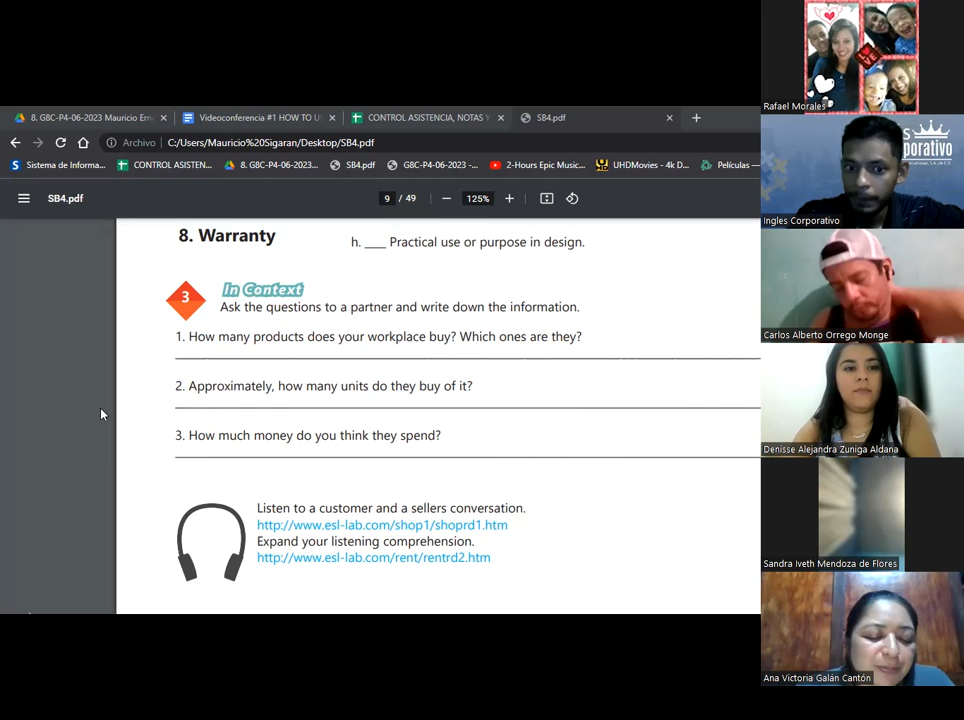 8. G8C-P4-06-2023 Mauricio Ern
Videoconferencia #1 HOW TO U
CONTROL ASISTENCIA, NOTAS Y
SB4.pdf
Archivo
C:/Users/Mauricio%20Sigaran/Desktop/SB4.pdf
Sistema de Informa...
CONTROL ASISTEN...
8. G8C-P4-06-2023...
SB4.pdf
G8C-P4-06-2023 -...
2-Hours Epic Music...
UHDMovies - 4k D...
Películas
SB4.pdf
9 / 49
125%
8. Warranty
h. ___ Practical use or purpose in design.
3
In Context
Ask the questions to a partner and write down the information.
1. How many products does your workplace buy? Which ones are they?
2. Approximately, how many units do they buy of it?
3. How much money do you think they spend?
Listen to a customer and a sellers conversation.
http://www.esl-lab.com/shop1/shoprd1.htm
Expand your listening comprehension.
http://www.esl-lab.com/rent/rentrd2.htm
Rafael Morales
Ingles Corporativo
Carlos Alberto Orrego Monge
Denisse Alejandra Zuniga Aldana
Sandra Iveth Mendoza de Flores
Ana Victoria Galán Cantón